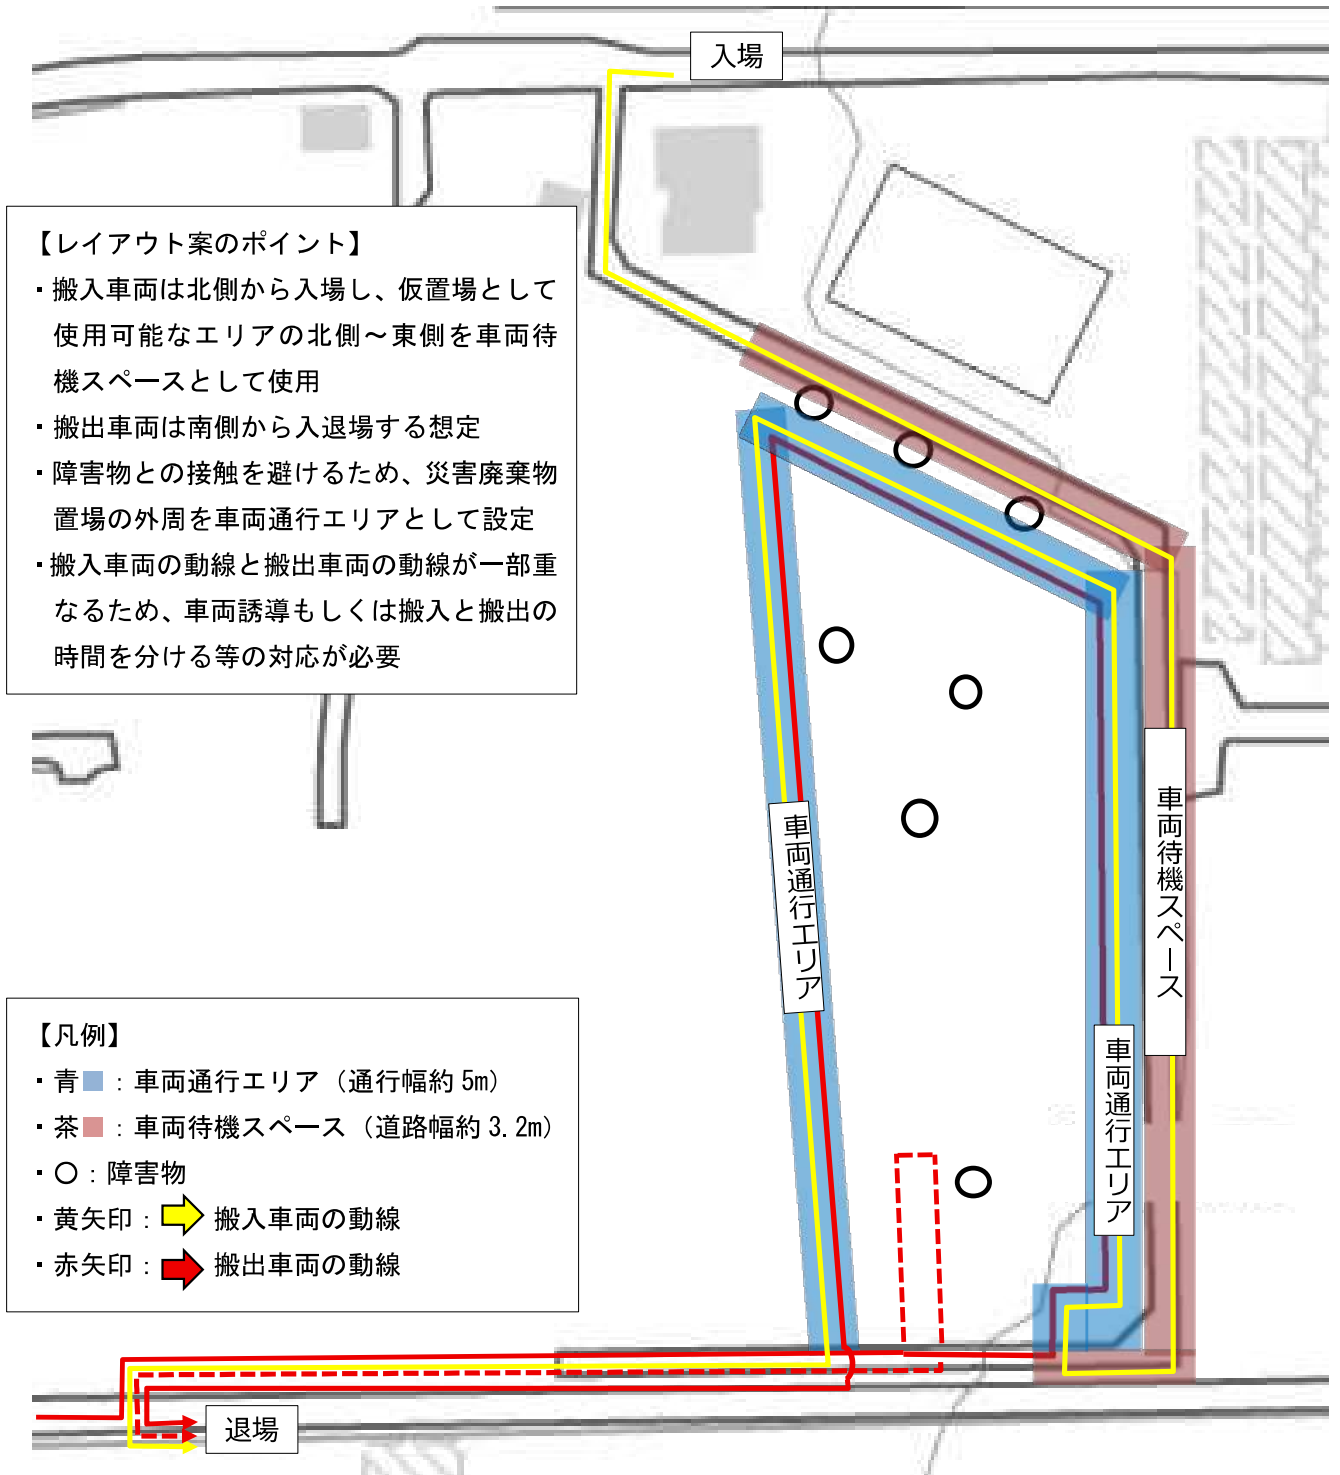 入場
【レイアウト案のポイント】
・搬入車両は北側から入場し、仮置場として
使用可能なエリアの北側～東側を車両待
機スペースとして使用
・搬出車両は南側から入退場する想定
・障害物との接触を避けるため、災害廃棄物
置場の外周を車両通行エリアとして設定
・搬入車両の動線と搬出車両の動線が一部重
なるため、車両誘導もしくは搬入と搬出の
時間を分ける等の対応が必要
車両待機スペース
車両通行エリア
車両通行エリア
【凡例】
・青■：車両通行エリア（通行幅約 5m）
・茶■：車両待機スペース（道路幅約 3.2m）
・○：障害物
・黄矢印： 搬入車両の動線
・赤矢印： 搬出車両の動線
退場